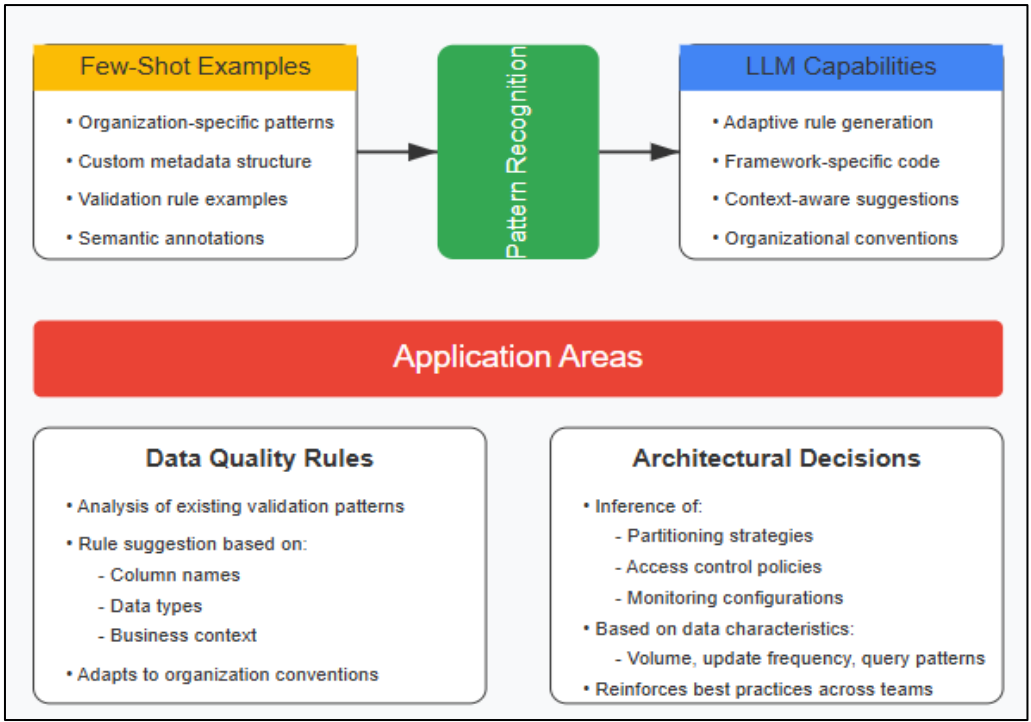 Few-Shot Examples
• Organization-specific patterns
• Custom metadata structure
• Validation rule examples
• Semantic annotations
Pattern Recognition
LLM Capabilities
• Adaptive rule generation
• Framework-specific code
• Context-aware suggestions
• Organizational conventions
Application Areas
Data Quality Rules
• Analysis of existing validation patterns
• Rule suggestion based on:
- Column names
- Data types
- Business context
• Adapts to organization conventions
Architectural Decisions
• Inference of:
- Partitioning strategies
- Access control policies
- Monitoring configurations
• Based on data characteristics:
- Volume, update frequency, query patterns
• Reinforces best practices across teams